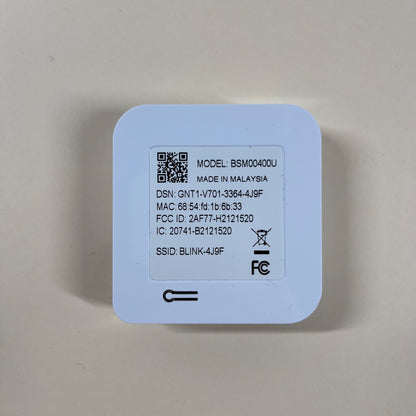 MODEL: BSM00400U
MADE IN MALAYSIA
DSN: GNT1-V701-3364-4J9F
MAC: 68:54:fd:1b:6b:33
FCC ID: 2AF77-H2121520
IC: 20741-B2121520
SSID: BLINK-4J9F
FC